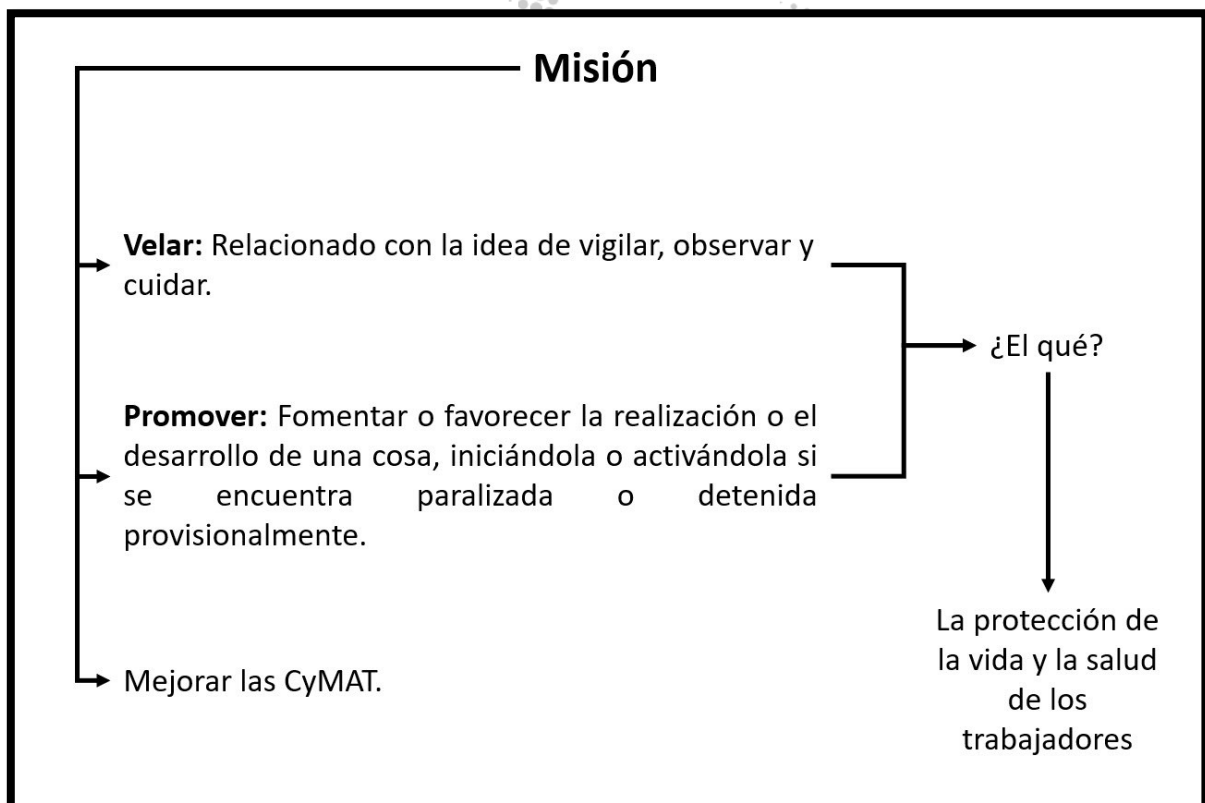 Misión
Velar: Relacionado con la idea de vigilar, observar y
cuidar.
¿El qué?
Promover: Fomentar o favorecer la realización o el
desarrollo de una cosa, iniciándola o activándola si
se encuentra paralizada o detenida
provisionalmente.
La protección de
la vida y la salud
de los
trabajadores
Mejorar las CyMAT.